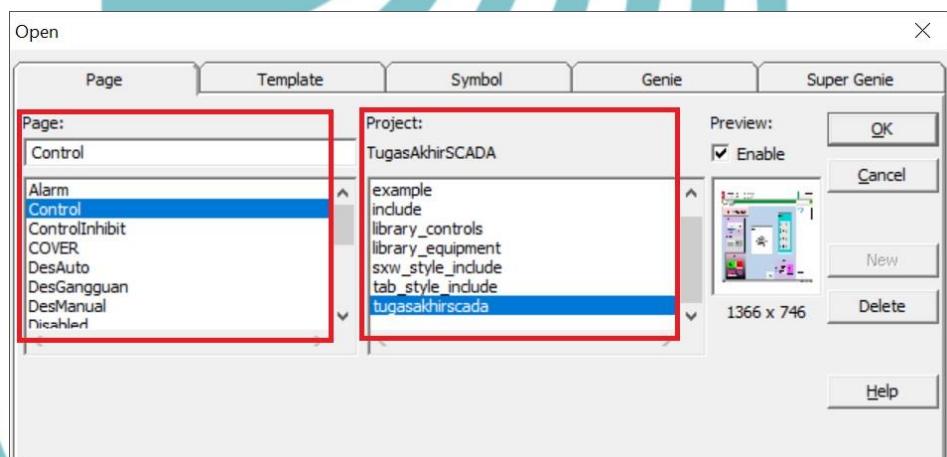 Open
Page Template Symbol Genie Super Genie
Page:
Control
Alarm
Control
ControlInhibit
COVER
DesAuto
DesGangguan
DesManual
Disabled
Project:
TugasAkhirSCADA
example
include
library_controls
library_equipment
sxw_style_include
tab_style_include
tugasakhirscada
Preview:
Enable
1366 x 746
OK
Cancel
New
Delete
Help